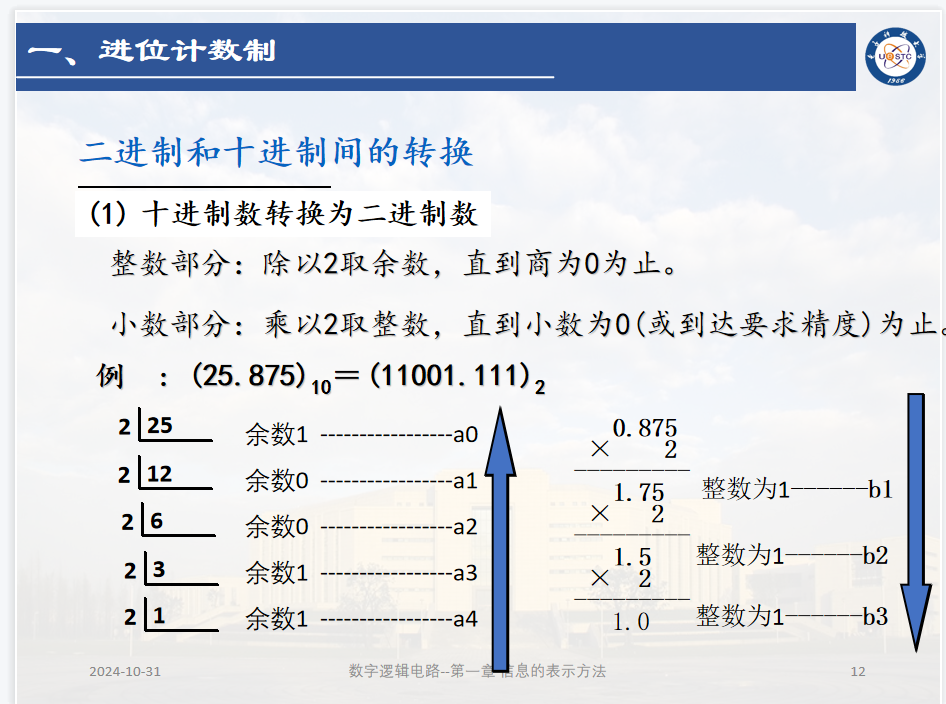 一、进位计数制
UESTC
1956
二进制和十进制间的转换
(1) 十进制数转换为二进制数
整数部分：除以2取余数，直到商为0为止。
小数部分：乘以2取整数，直到小数为0(或到达要求精度)为止。
例 ：(25.875)10＝(11001.111)2
2 25 余数1 -----------------a0
2 12 余数0 -----------------a1
2 6 余数0 -----------------a2
2 3 余数1 -----------------a3
2 1 余数1 -----------------a4
0.875
× 2
1.75 整数为1------b1
× 2
1.5 整数为1------b2
× 2
1.0 整数为1------b3
2024-10-31 数字逻辑电路--第一章 信息的表示方法 12